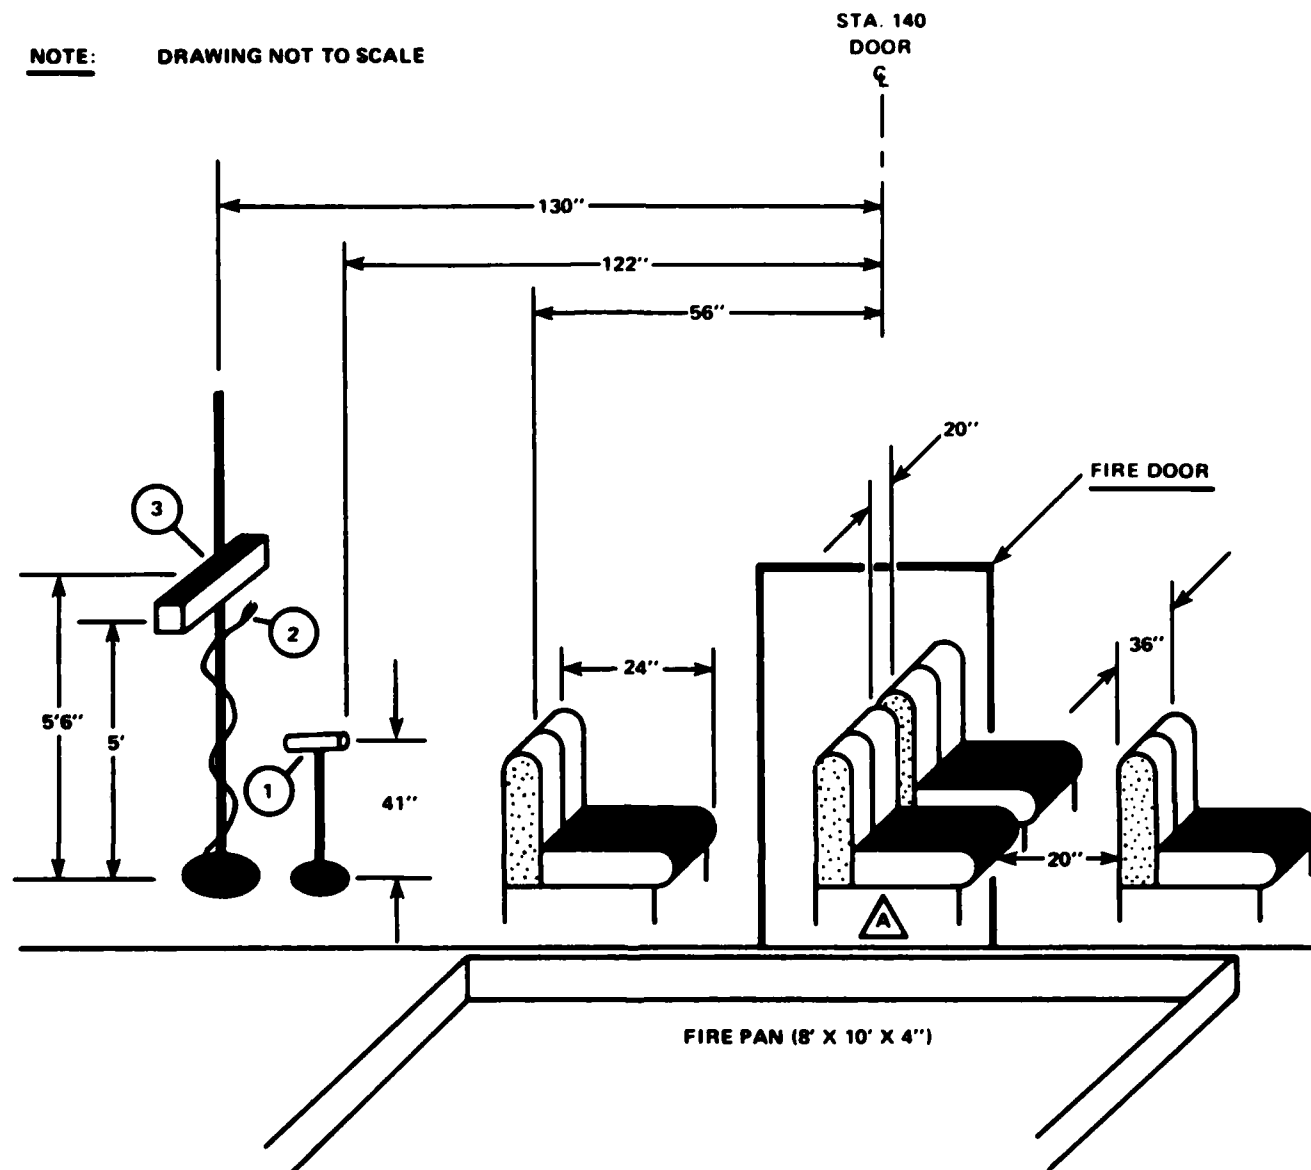 STA. 140
DOOR
℄
NOTE: DRAWING NOT TO SCALE
130"
122"
56"
20"
FIRE DOOR
3
2
36"
24"
5'6"
5'
1
41"
20"
A
FIRE PAN (8' X 10' X 4")